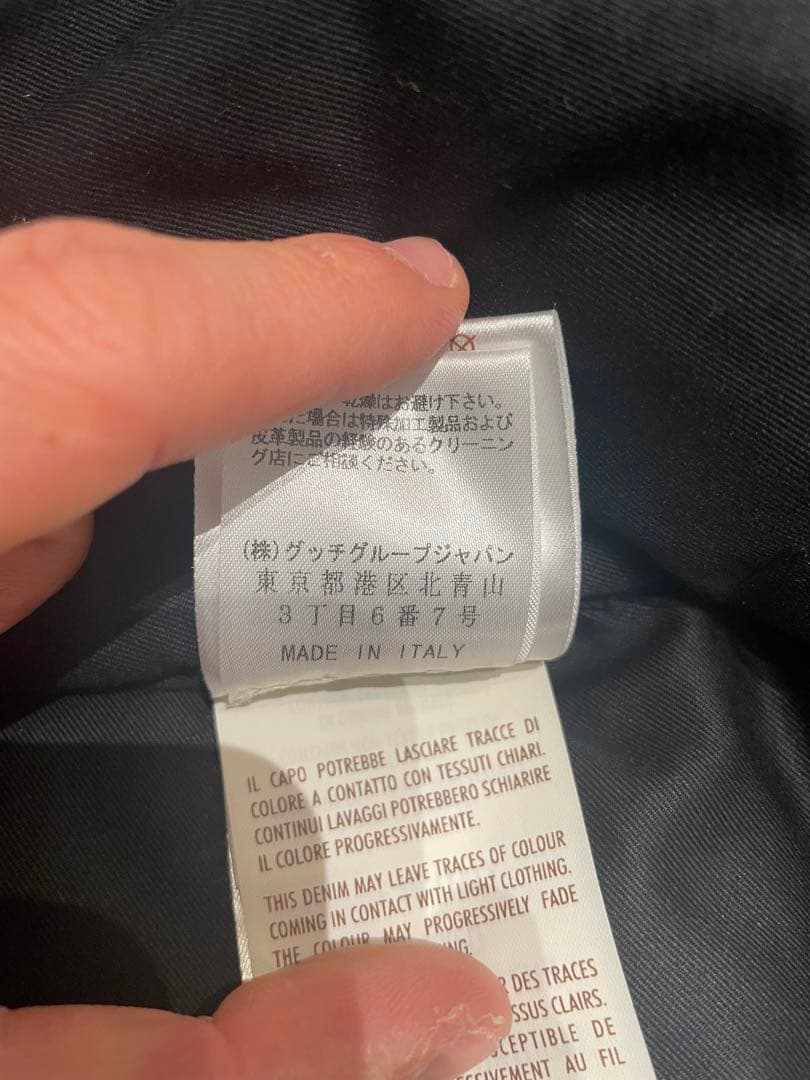 燥はお避け下さい。
た場合は特殊加工製品および
皮革製品の経験のあるクリーニン
グ店にご相談ください。
(株)グッチグループジャパン
東京都港区北青山
3丁目6番7号
MADE IN ITALY
IL CAPO POTREBBE LASCIARE TRACCE DI
COLORE A CONTATTO CON TESSUTI CHIARI.
CONTINUI LAVAGGI POTREBBERO SCHIARIRE
IL COLORE PROGRESSIVAMENTE.
THIS DENIM MAY LEAVE TRACES OF COLOUR
COMING IN CONTACT WITH LIGHT CLOTHING.
THE COLOUR MAY PROGRESSIVELY FADE
DES TRACES
CLAIRS.
DE
AU FIL